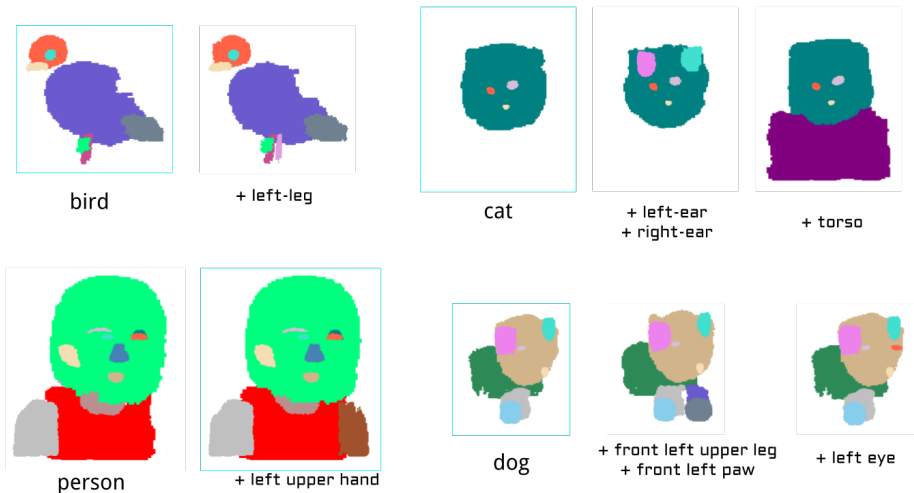 bird
+ left-leg
cat
+ left-ear
+ right-ear
+ torso
person
+ left upper hand
dog
+ front left upper leg
+ front left paw
+ left eye